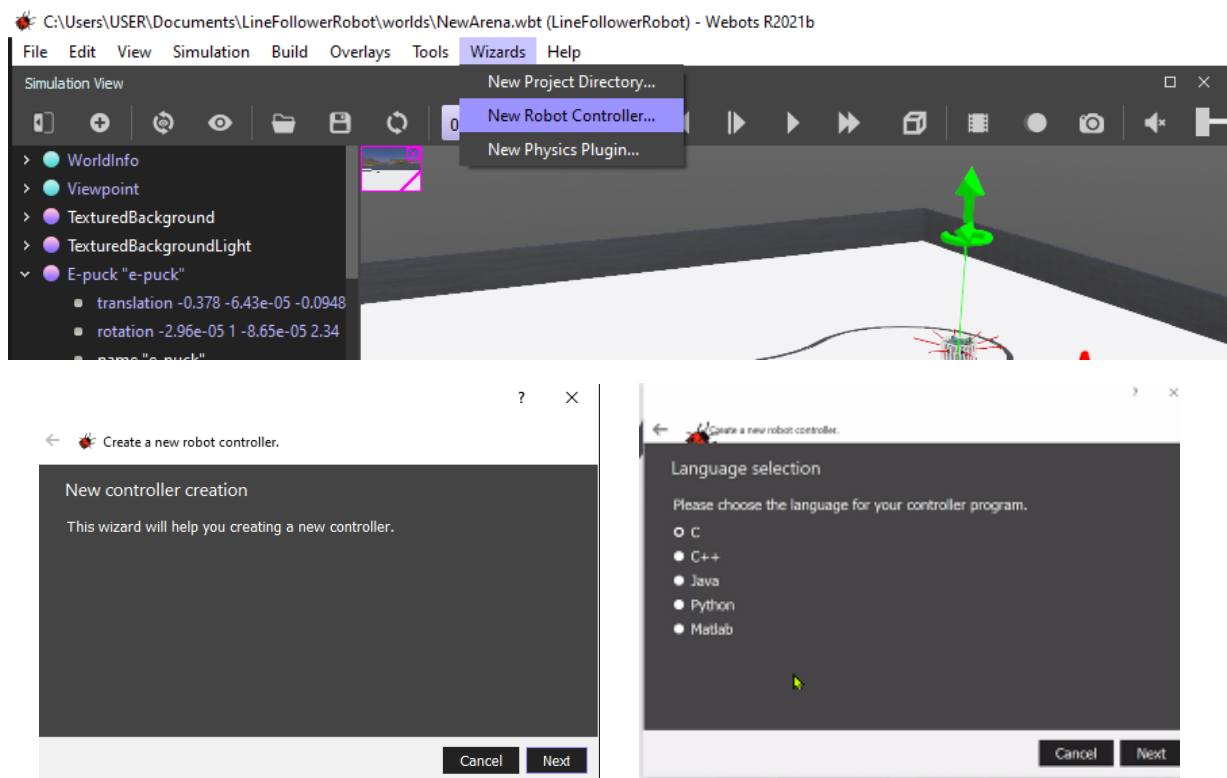 C:\Users\USER\Documents\LineFollowerRobot\worlds\NewArena.wbt (LineFollowerRobot) - Webots R2021b
File Edit View Simulation Build Overlays Tools Wizards Help
Simulation View
New Project Directory...
New Robot Controller...
New Physics Plugin...
0
WorldInfo
Viewpoint
TexturedBackground
TexturedBackgroundLight
E-puck "e-puck"
translation -0.378 -6.43e-05 -0.0948
rotation -2.96e-05 1 -8.65e-05 2.34
name "e-puck"
?
Create a new robot controller.
New controller creation
This wizard will help you creating a new controller.
Cancel Next
?
Create a new robot controller.
Language selection
Please choose the language for your controller program.
C
C++
Java
Python
Matlab
Cancel Next